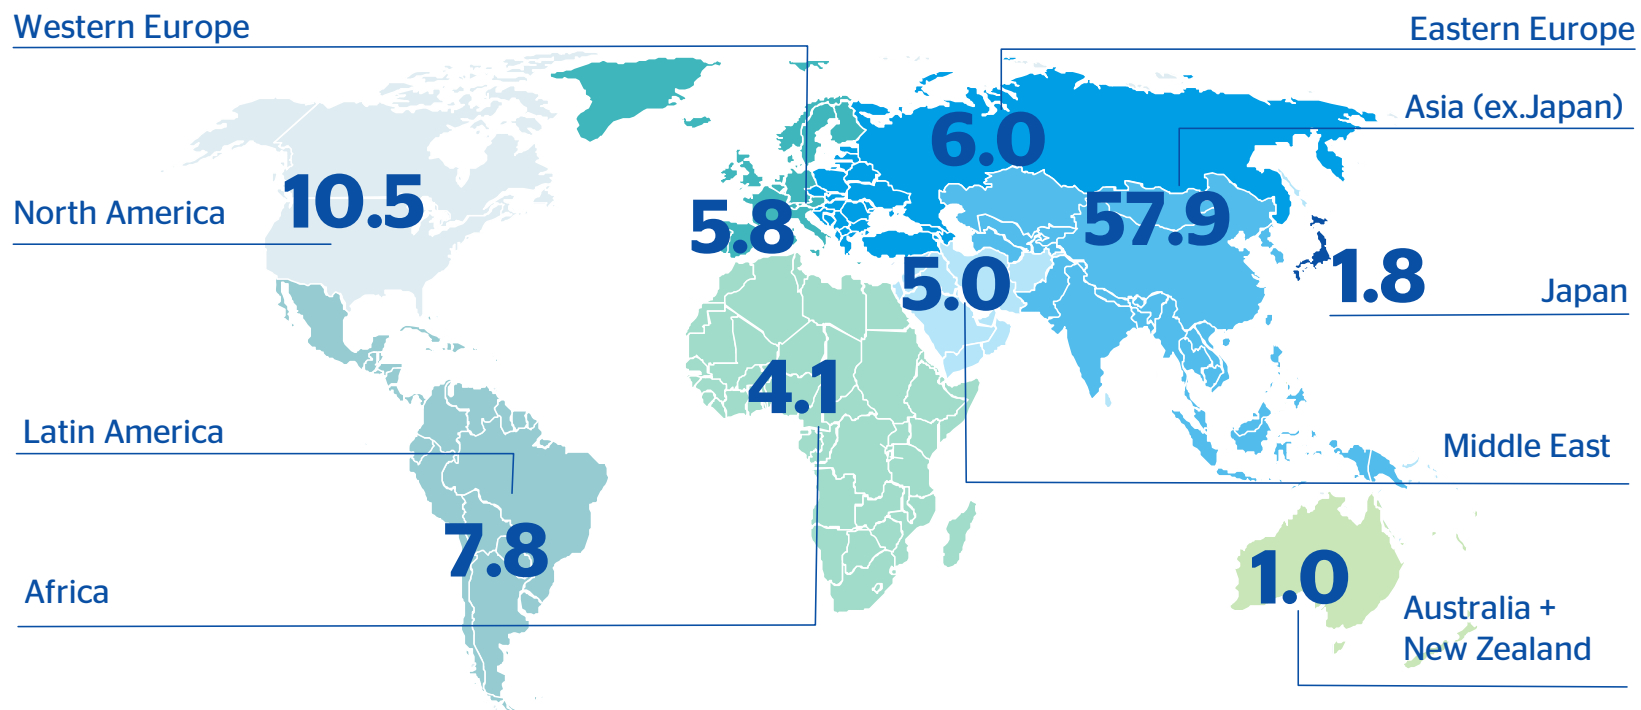 Western Europe
Eastern Europe
Asia (ex.Japan)
6.0
North America
10.5
5.8
57.9
5.0
1.8
Japan
4.1
Latin America
Middle East
7.8
Africa
1.0
Australia +
New Zealand